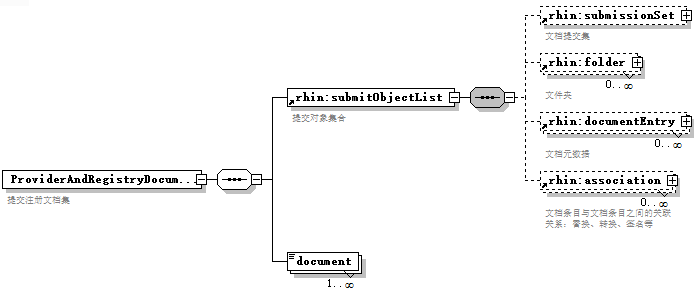 rhin:submissionSet
文档提交集
rhin:folder
0..∞
文件夹
rhin:submitObjectList
提交对象集合
rhin:documentEntry
0..∞
文档元数据
ProviderAndRegistryDocum...
提交注册文档集
rhin:association
0..∞
文档条目与文档条目之间的关联
关系：替换、转换、签名等
document
1..∞